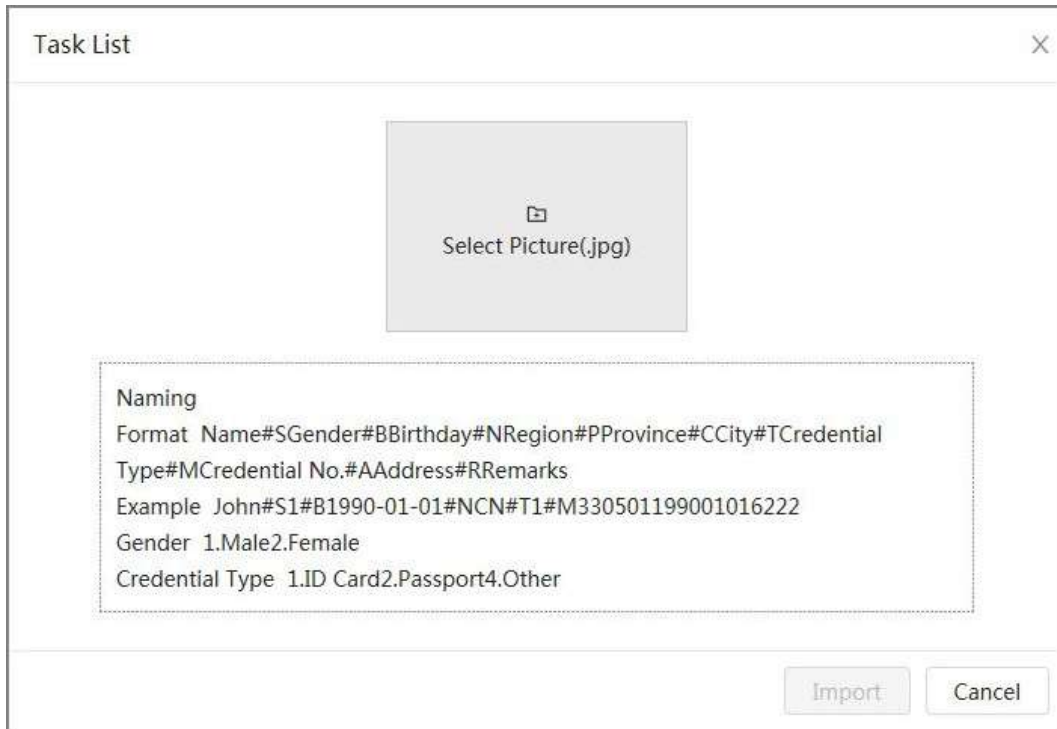 Task List
Select Picture(.jpg)
Naming
Format  Name#SGender#BBirthday#NRegion#PProvince#CCity#TCredential
Type#MCredential No.#AAddress#RRemarks
Example  John#S1#B1990-01-01#NCN#T1#M330501199001016222
Gender  1.Male2.Female
Credential Type  1.ID Card2.Passport4.Other
Import
Cancel